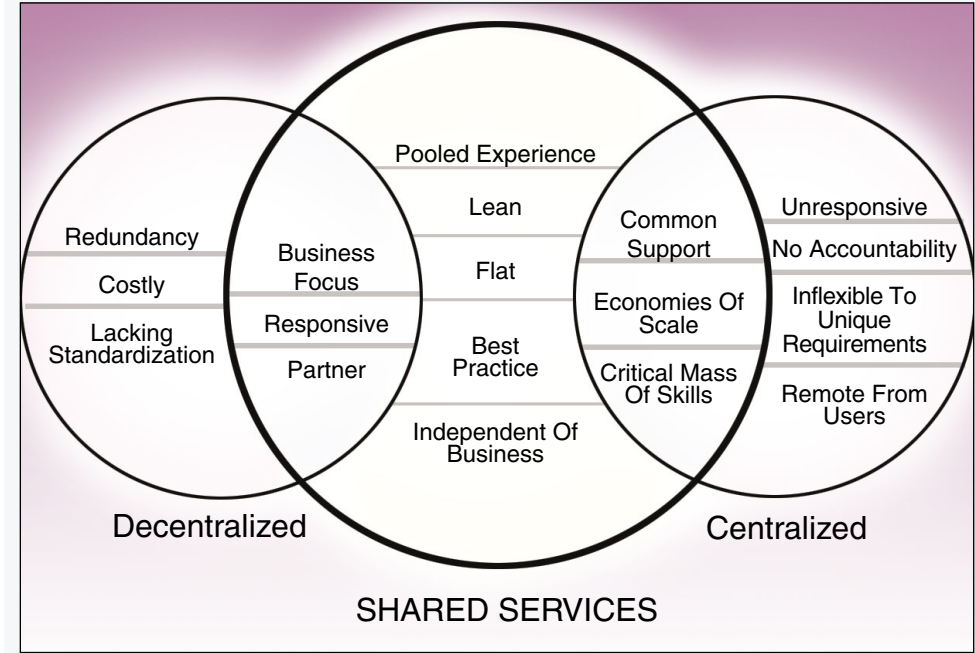 Redundancy
Costly
Lacking
Standardization
Business
Focus
Responsive
Partner
Pooled Experience
Lean
Flat
Best
Practice
Independent Of
Business
Common
Support
Economies Of
Scale
Critical Mass
Of Skills
Unresponsive
No Accountability
Inflexible To
Unique
Requirements
Remote From
Users
Decentralized
Centralized
SHARED SERVICES